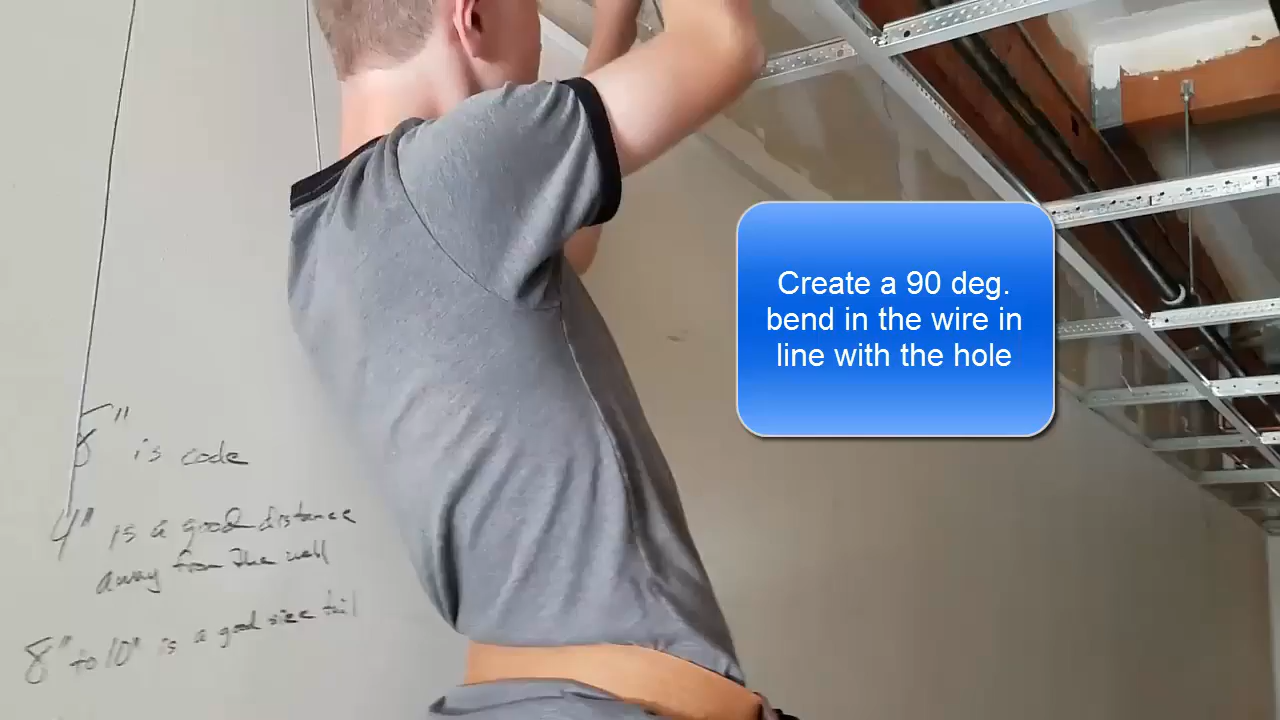 Create a 90 deg.
bend in the wire in
line with the hole
8" is code
4" is a good distance
away from the wall
8" to 10" is a good size tail